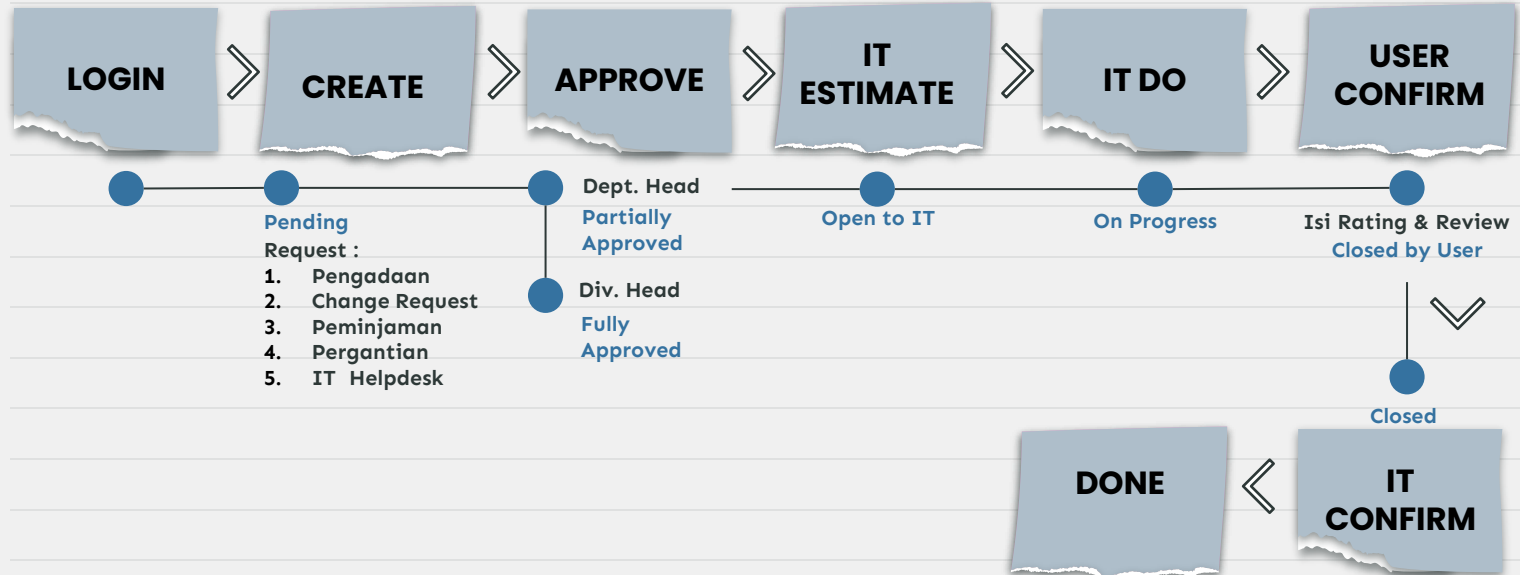 LOGIN
CREATE
APPROVE
IT
ESTIMATE
IT DO
USER
CONFIRM
Pending
Request :
1. Pengadaan
2. Change Request
3. Peminjaman
4. Pergantian
5. IT Helpdesk
Dept. Head
Partially
Approved
Div. Head
Fully
Approved
Open to IT
On Progress
Isi Rating & Review
Closed by User
Closed
IT
CONFIRM
DONE